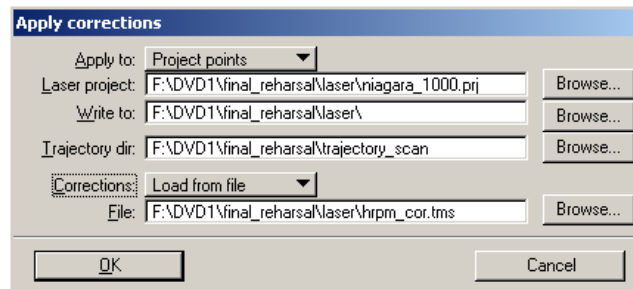 Apply corrections
Apply to: Project points
Laser project: F:\DVD1\final_reharsal\laser\niagara_1000.prj Browse...
Write to: F:\DVD1\final_reharsal\laser\ Browse...
Trajectory dir: F:\DVD1\final_reharsal\trajectory_scan Browse...
Corrections: Load from file
File: F:\DVD1\final_reharsal\laser\hrpm_cor.tms Browse...
OK Cancel